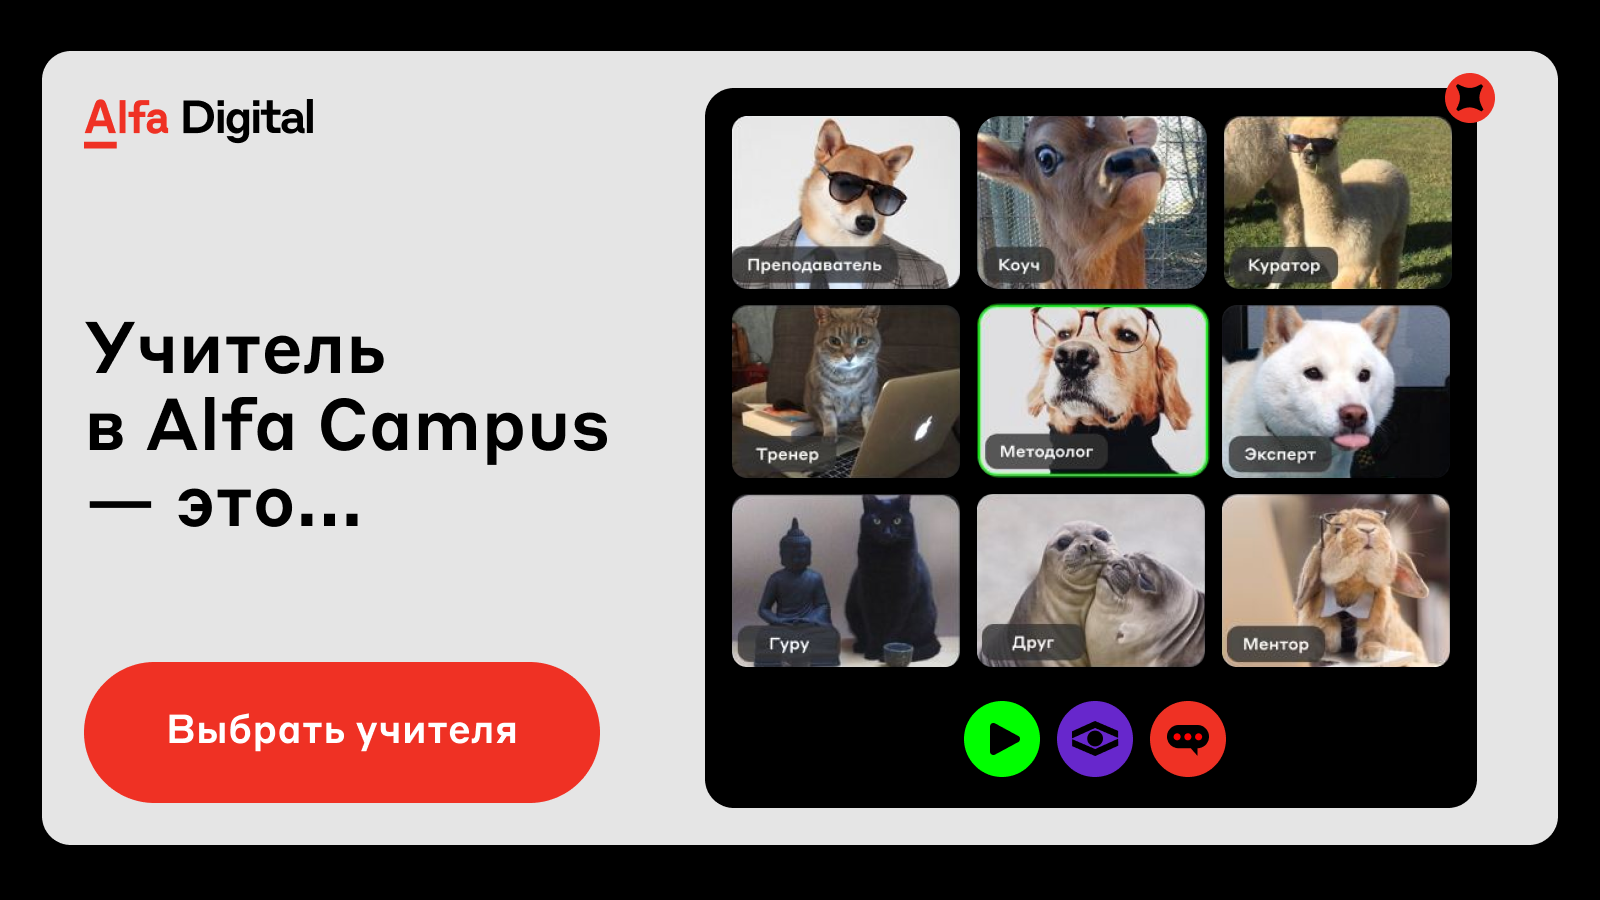 Alfa Digital
Учитель
в Alfa Campus
— это...
Выбрать учителя
Преподаватель
Коуч
Куратор
Тренер
Методолог
Эксперт
Гуру
Друг
Ментор